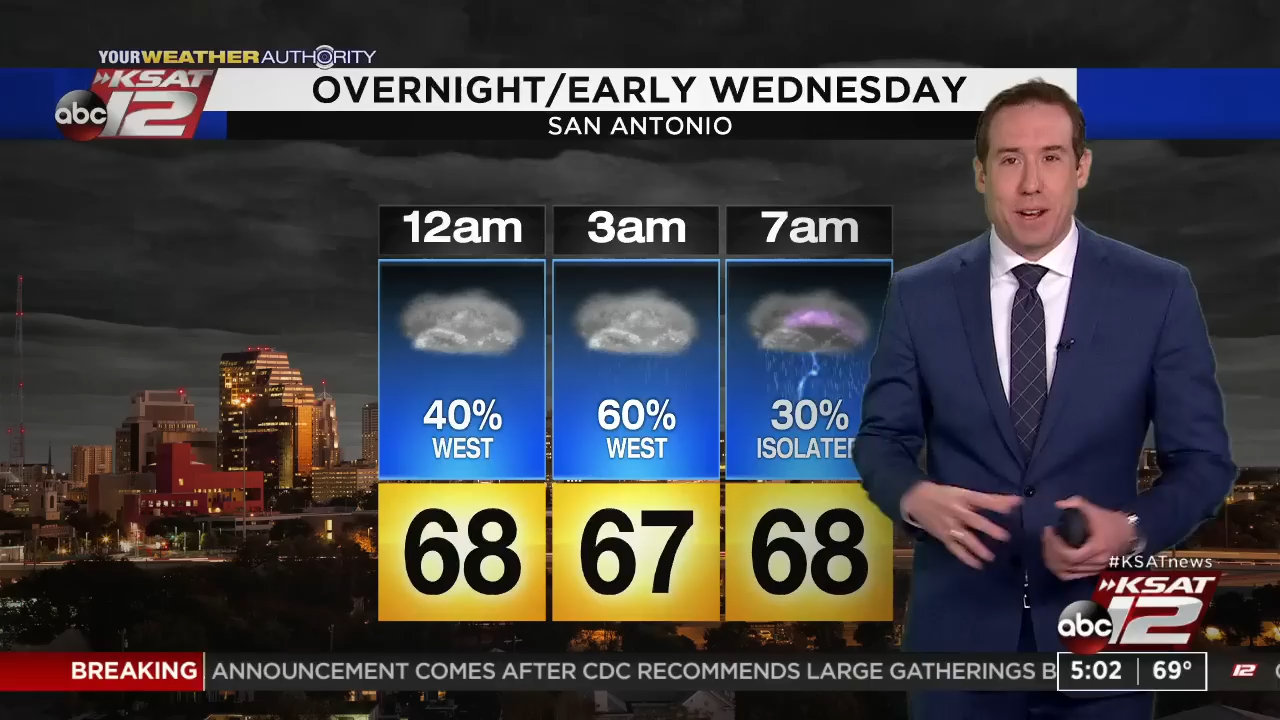 YOURWEATHERAUTHORITY
KSAT
abc 12
OVERNIGHT/EARLY WEDNESDAY
SAN ANTONIO
12am 3am 7am
40% 60% 30%
WEST WEST ISOLATED
68 67 68
#KSATnews
KSAT
abc 12
BREAKING ANNOUNCEMENT COMES AFTER CDC RECOMMENDS LARGE GATHERINGS B 5:02 69° 12